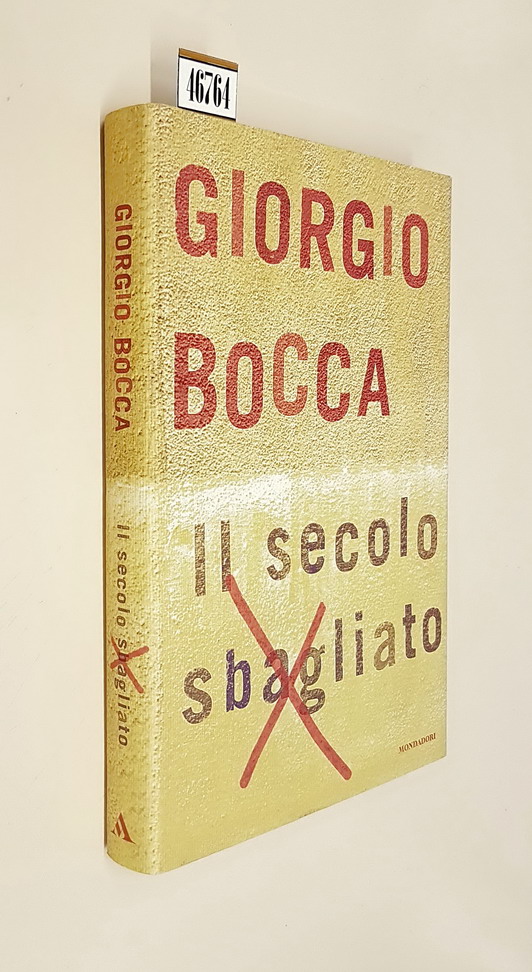 46764
GIORGIO
BOCCA
Il secolo
sbagliato
MONDADORI
GIORGIO BOCCA Il secolo sbagliato